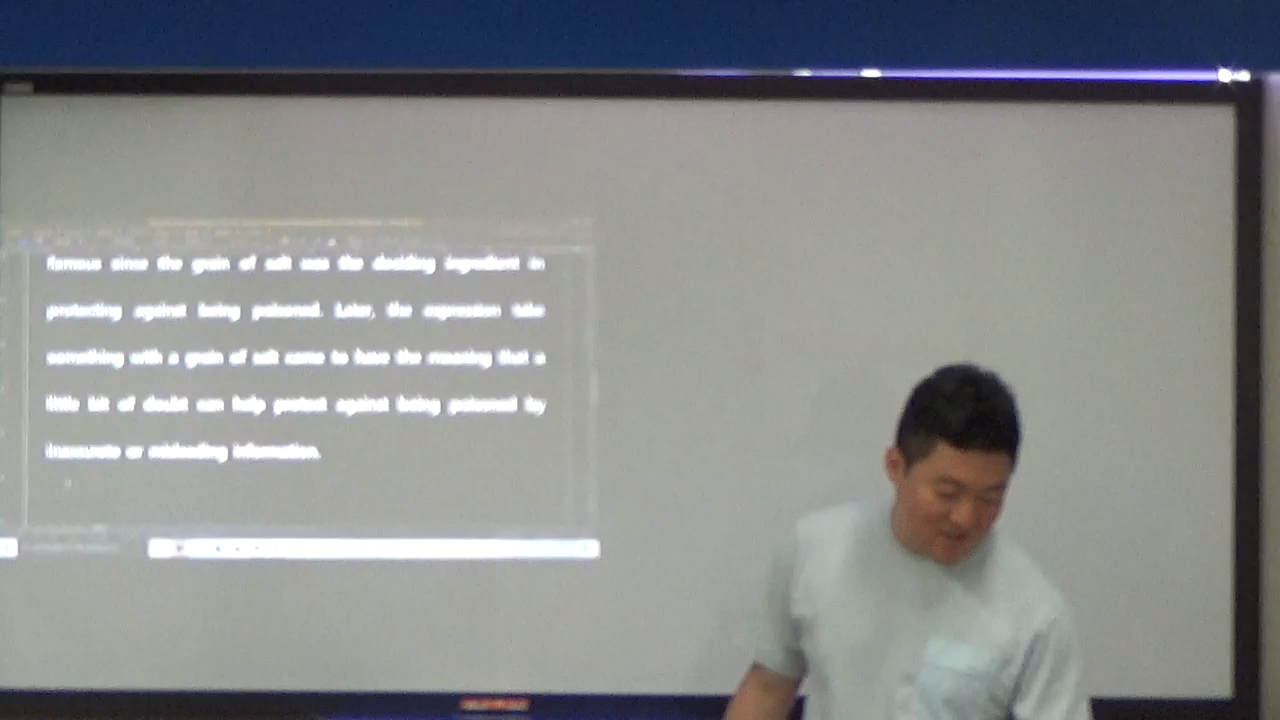 famous since the grain of salt was the deciding ingredient in
protecting against being poisoned. Later, the expression take
something with a grain of salt came to have the meaning that a
little bit of doubt can help protect against being poisoned by
inaccurate or misleading information.